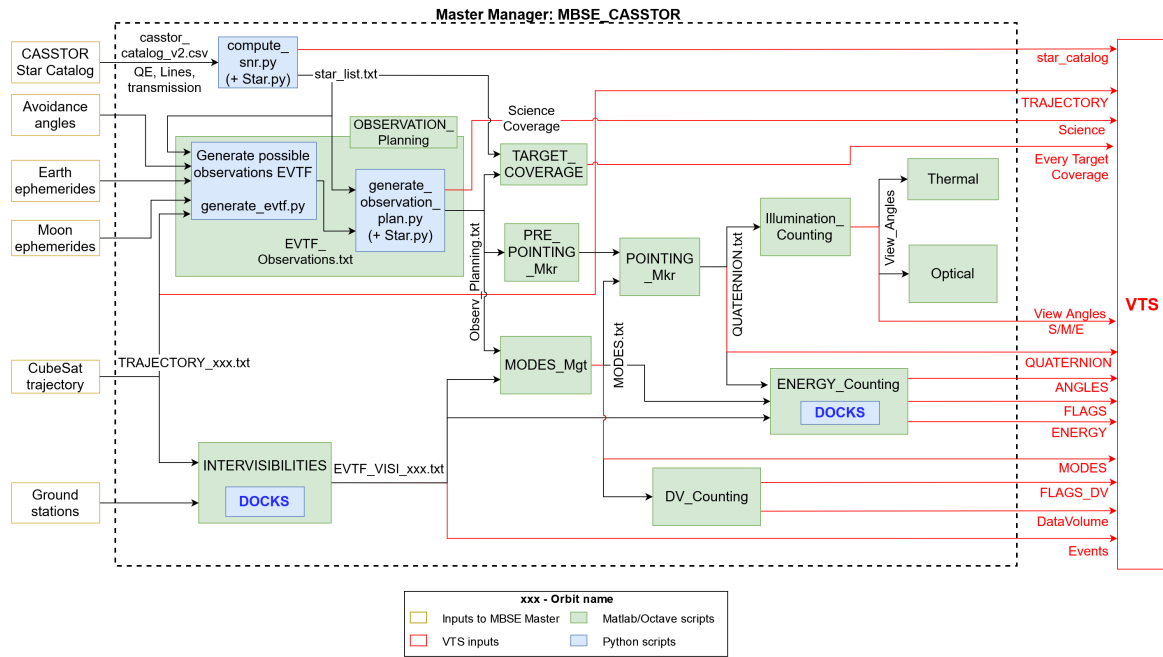 Master Manager: MBSE_CASSTOR
CASSTOR
Star Catalog
casstor_
catalog_v2.csv
QE, Lines,
transmission
compute_
snr.py
(+ Star.py)
star_list.txt
star_catalog
Avoidance
angles
TRAJECTORY
OBSERVATION_
Planning
Science
Coverage
Science
Earth
ephemerides
Generate possible
observations EVTF
generate_evtf.py
generate_
observation_
plan.py
(+ Star.py)
TARGET_
COVERAGE
Every Target
Coverage
Thermal
Moon
ephemerides
EVTF_
Observations.txt
Observ_Planning.txt
PRE_
POINTING
_Mkr
POINTING
_Mkr
QUATERNION.txt
Illumination_
Counting
View_Angles
Optical
VTS
View Angles
S/M/E
CubeSat
trajectory
TRAJECTORY_xxx.txt
MODES_Mgt
MODES.txt
QUATERNION
ENERGY_Counting
DOCKS
ANGLES
FLAGS
ENERGY
Ground
stations
INTERVISIBILITIES
DOCKS
EVTF_VISI_xxx.txt
DV_Counting
MODES
FLAGS_DV
DataVolume
Events
xxx - Orbit name
Inputs to MBSE Master
Matlab/Octave scripts
VTS inputs
Python scripts